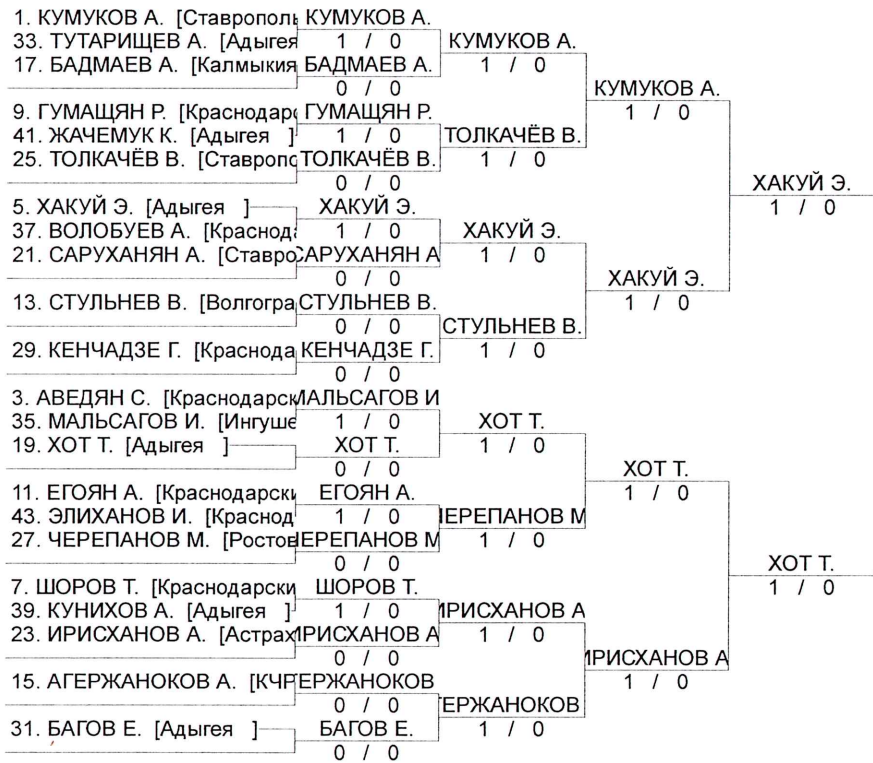 1. КУМУКОВ А. [Ставрополь КУМУКОВ А.
33. ТУТАРИЩЕВ А. [Адыгея 1 / 0 КУМУКОВ А.
17. БАДМАЕВ А. [Калмыкия БАДМАЕВ А. 1 / 0
0 / 0 КУМУКОВ А.
9. ГУМАЩЯН Р. [Краснодарс ГУМАЩЯН Р. 1 / 0
41. ЖАЧЕМУК К. [Адыгея ] 1 / 0 ТОЛКАЧЁВ В.
25. ТОЛКАЧЁВ В. [Ставропо ТОЛКАЧЁВ В. 1 / 0
0 / 0 ХАКУЙ Э.
5. ХАКУЙ Э. [Адыгея ] ХАКУЙ Э. 1 / 0
37. ВОЛОБУЕВ А. [Краснода 1 / 0 ХАКУЙ Э.
21. САРУХАНЯН А. [Ставро САРУХАНЯН А 1 / 0
0 / 0 ХАКУЙ Э.
13. СТУЛЬНЕВ В. [Волгогра СТУЛЬНЕВ В. 1 / 0
0 / 0 СТУЛЬНЕВ В.
29. КЕНЧАДЗЕ Г. [Краснода КЕНЧАДЗЕ Г. 1 / 0
0 / 0
3. АВЕДЯН С. [Краснодарск МАЛЬСАГОВ И
35. МАЛЬСАГОВ И. [Ингуше 1 / 0 ХОТ Т.
19. ХОТ Т. [Адыгея ] ХОТ Т. 1 / 0
0 / 0 ХОТ Т.
11. ЕГОЯН А. [Краснодарски ЕГОЯН А. 1 / 0
43. ЭЛИХАНОВ И. [Краснод 1 / 0 ЧЕРЕПАНОВ М
27. ЧЕРЕПАНОВ М. [Ростов ЧЕРЕПАНОВ М 1 / 0
0 / 0 ХОТ Т.
7. ШОРОВ Т. [Краснодарски ШОРОВ Т. 1 / 0
39. КУНИХОВ А. [Адыгея ] 1 / 0 ИРИСХАНОВ А
23. ИРИСХАНОВ А. [Астрах ИРИСХАНОВ А 1 / 0
0 / 0 ИРИСХАНОВ А
15. АГЕРЖАНОКОВ А. [КЧР ГЕРЖАНОКОВ 1 / 0
0 / 0 ГЕРЖАНОКОВ
31. БАГОВ Е. [Адыгея ] БАГОВ Е. 1 / 0
0 / 0